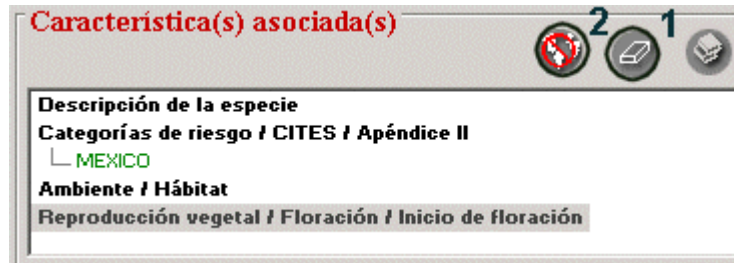 Característica(s) asociada(s)
2
1
Descripción de la especie
Categorías de riesgo / CITES / Apéndice II
MEXICO
Ambiente / Hábitat
Reproducción vegetal / Floración / Inicio de floración